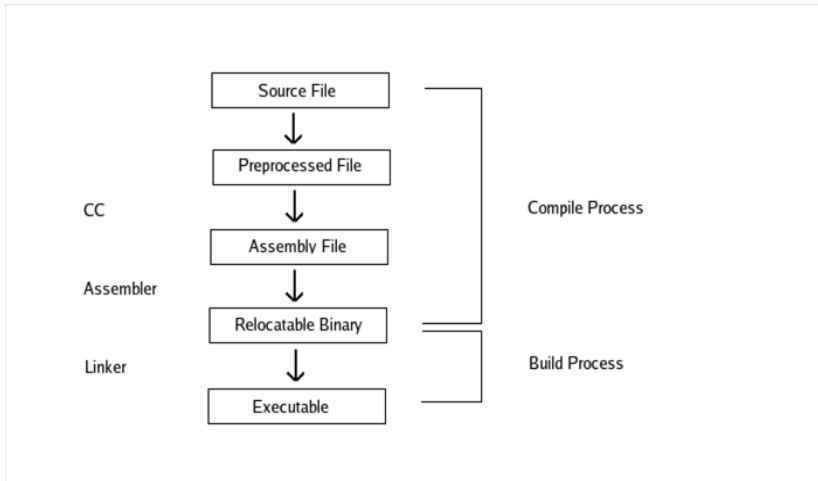 Source File
Preprocessed File
CC
Compile Process
Assembly File
Assembler
Relocatable Binary
Linker
Build Process
Executable